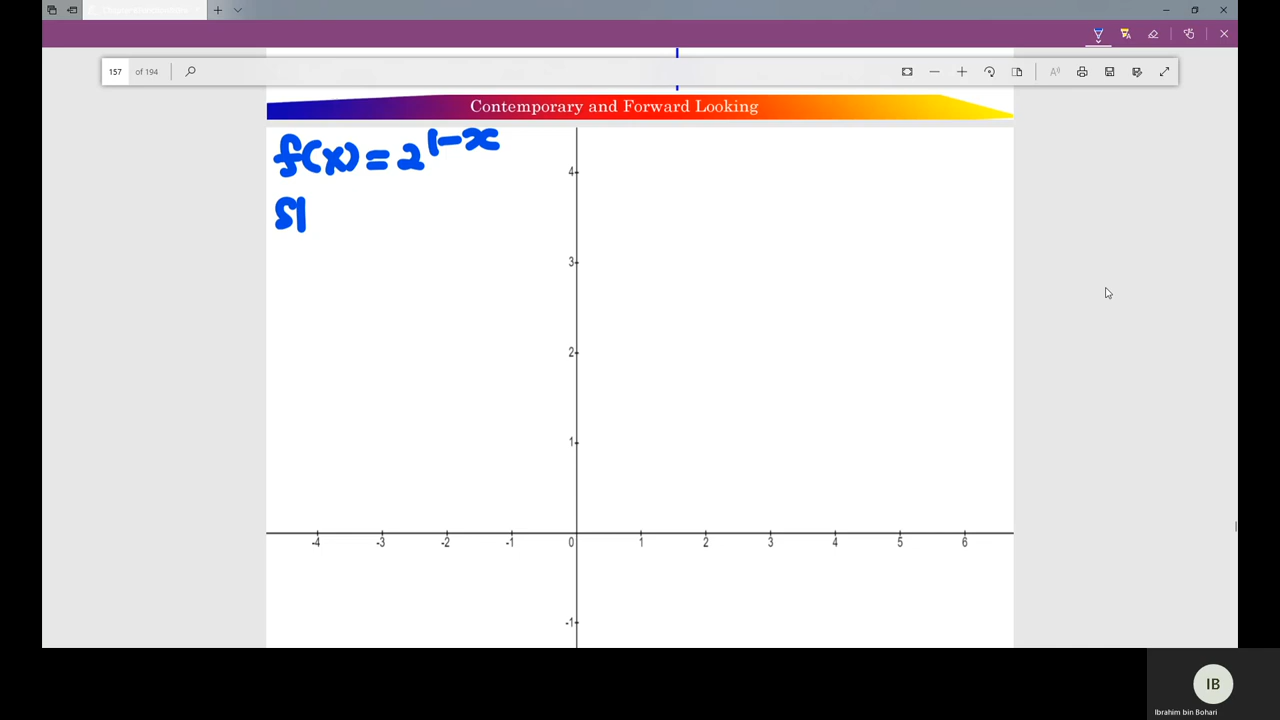 157 of 194
Contemporary and Forward Looking
f(x) = 2^{1-x}
S1
4
3
2
1
-4 -3 -2 -1 0 1 2 3 4 5 6
-1
IB
Ibrahim bin Bohari